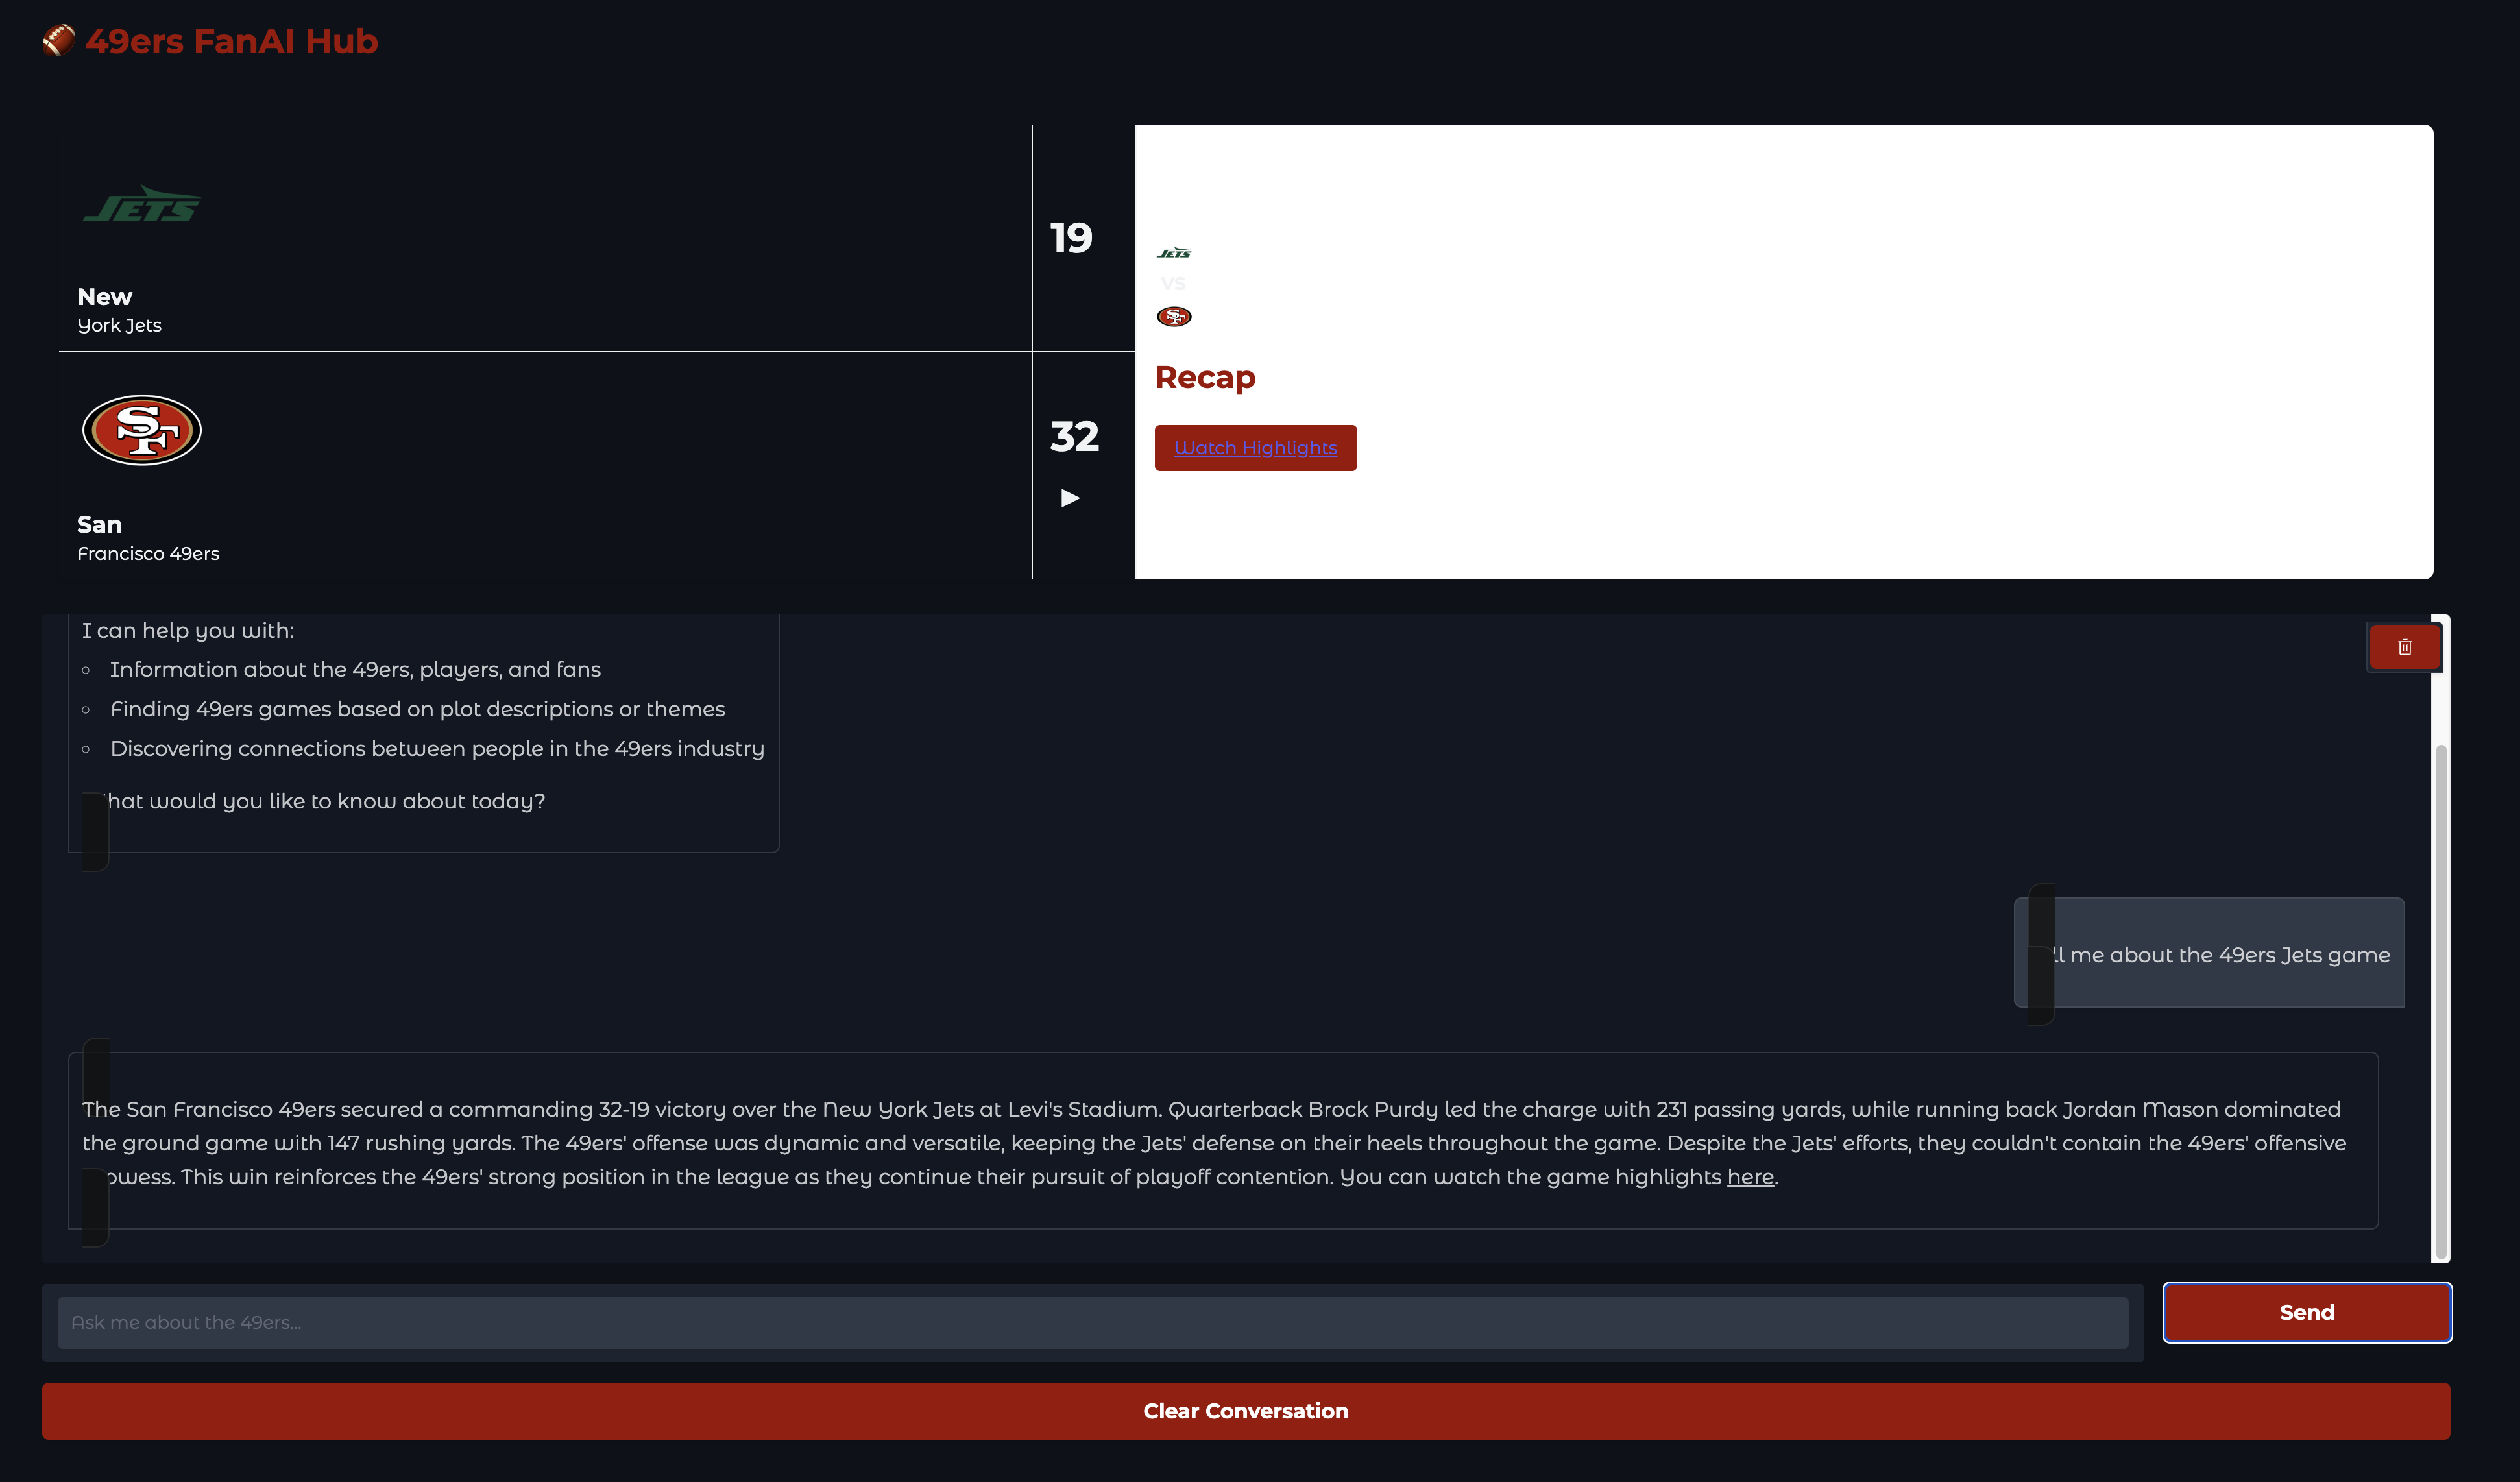 49ers FanAI Hub
JETS
19
New
York Jets
SF
32
San
Francisco 49ers
JETS
VS
SF
Recap
Watch Highlights
I can help you with:
Information about the 49ers, players, and fans
Finding 49ers games based on plot descriptions or themes
Discovering connections between people in the 49ers industry
hat would you like to know about today?
ll me about the 49ers Jets game
The San Francisco 49ers secured a commanding 32-19 victory over the New York Jets at Levi's Stadium. Quarterback Brock Purdy led the charge with 231 passing yards, while running back Jordan Mason dominated
the ground game with 147 rushing yards. The 49ers' offense was dynamic and versatile, keeping the Jets' defense on their heels throughout the game. Despite the Jets' efforts, they couldn't contain the 49ers' offensive
owess. This win reinforces the 49ers' strong position in the league as they continue their pursuit of playoff contention. You can watch the game highlights here.
Ask me about the 49ers...
Send
Clear Conversation